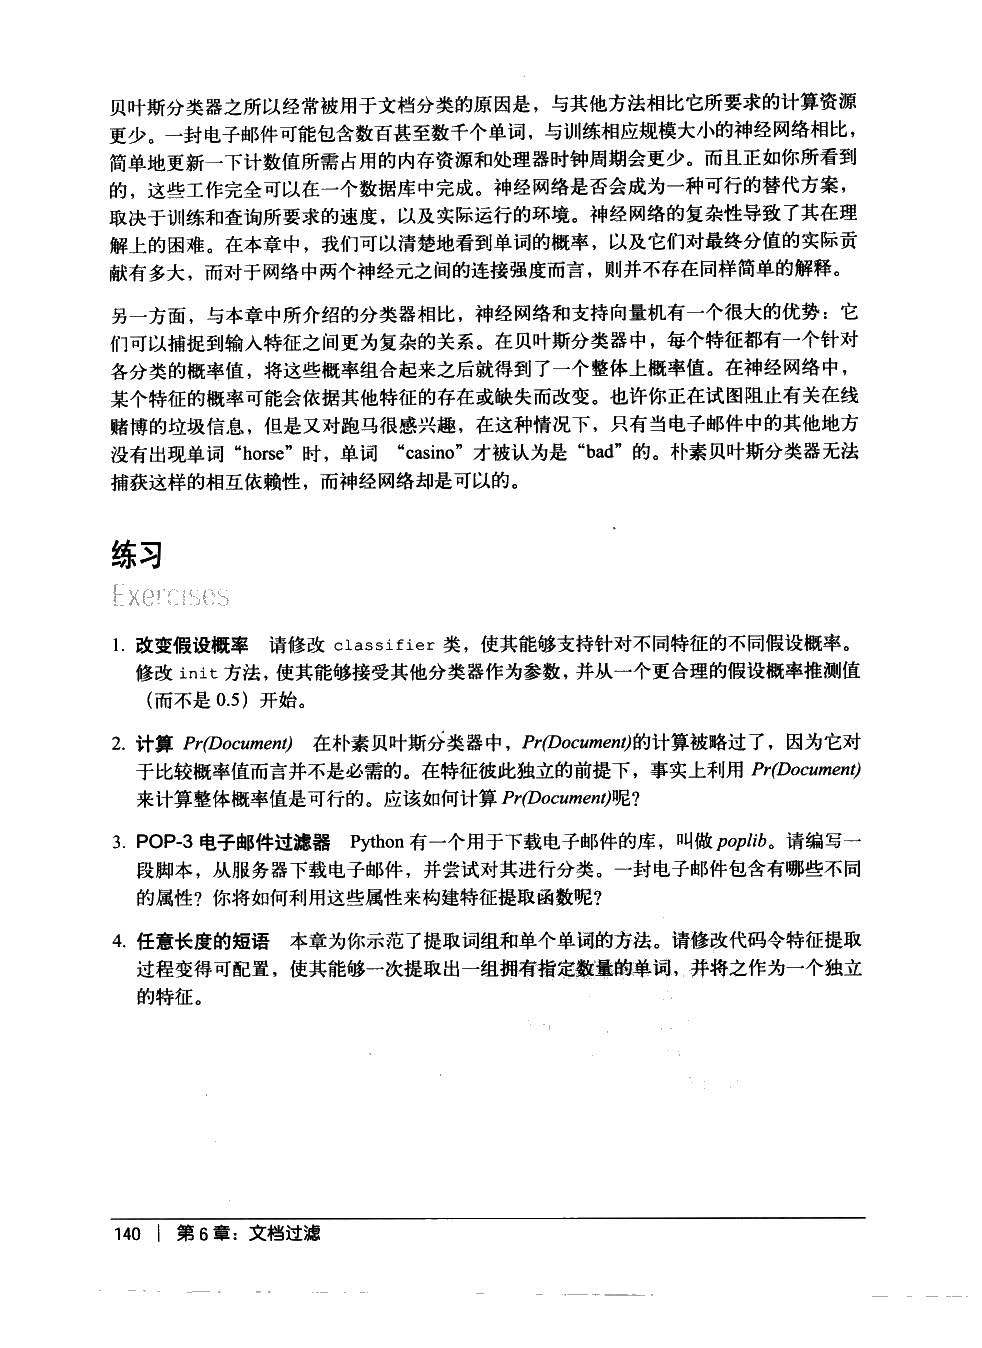 贝叶斯分类器之所以经常被用于文档分类的原因是，与其他方法相比它所要求的计算资源
更少。一封电子邮件可能包含数百甚至数千个单词，与训练相应规模大小的神经网络相比，
简单地更新一下计数值所需占用的内存资源和处理器时钟周期会更少。而且正如你所看到
的，这些工作完全可以在一个数据库中完成。神经网络是否会成为一种可行的替代方案，
取决于训练和查询所要求的速度，以及实际运行的环境。神经网络的复杂性导致了其在理
解上的困难。在本章中，我们可以清楚地看到单词的概率，以及它们对最终分值的实际贡
献有多大，而对于网络中两个神经元之间的连接强度而言，则并不存在同样简单的解释。
另一方面，与本章中所介绍的分类器相比，神经网络和支持向量机有一个很大的优势：它
们可以捕捉到输入特征之间更为复杂的关系。在贝叶斯分类器中，每个特征都有一个针对
各分类的概率值，将这些概率组合起来之后就得到了一个整体上概率值。在神经网络中，
某个特征的概率可能会依据其他特征的存在或缺失而改变。也许你正在试图阻止有关在线
赌博的垃圾信息，但是又对跑马很感兴趣，在这种情况下，只有当电子邮件中的其他地方
没有出现单词“horse”时，单词 “casino”才被认为是“bad”的。朴素贝叶斯分类器无法
捕获这样的相互依赖性，而神经网络却是可以的。
练习
Exercises
1. 改变假设概率 请修改 classifier 类，使其能够支持针对不同特征的不同假设概率。
修改 init 方法，使其能够接受其他分类器作为参数，并从一个更合理的假设概率推测值
（而不是 0.5）开始。
2. 计算 Pr(Document) 在朴素贝叶斯分类器中，Pr(Document)的计算被略过了，因为它对
于比较概率值而言并不是必需的。在特征彼此独立的前提下，事实上利用 Pr(Document)
来计算整体概率值是可行的。应该如何计算 Pr(Document)呢？
3. POP-3 电子邮件过滤器 Python 有一个用于下载电子邮件的库，叫做 poplib。请编写一
段脚本，从服务器下载电子邮件，并尝试对其进行分类。一封电子邮件包含有哪些不同
的属性？你将如何利用这些属性来构建特征提取函数呢？
4. 任意长度的短语 本章为你示范了提取词组和单个单词的方法。请修改代码令特征提取
过程变得可配置，使其能够一次提取出一组拥有指定数量的单词，并将之作为一个独立
的特征。
140 | 第 6 章：文档过滤